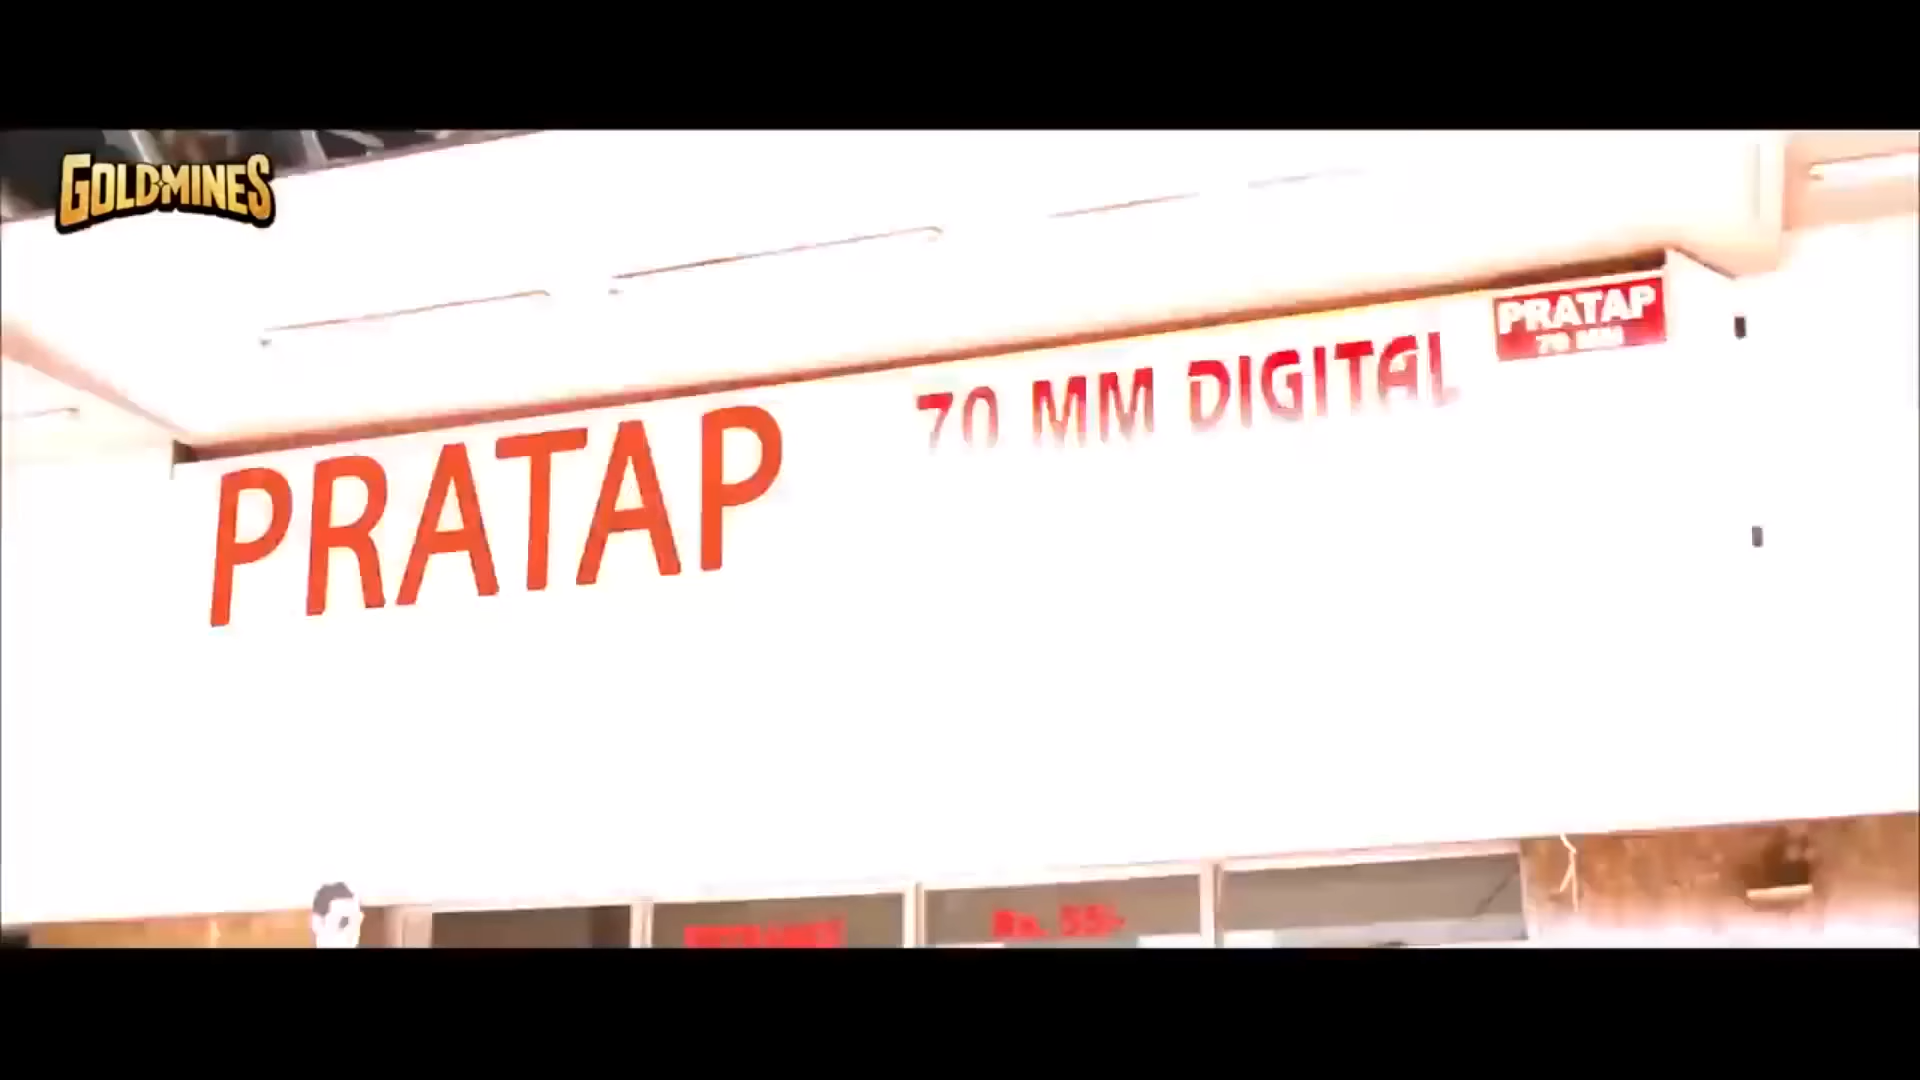 GOLDMINES
PRATAP
70 MM DIGITAL
PRATAP
70 MM
Rs. 55/-